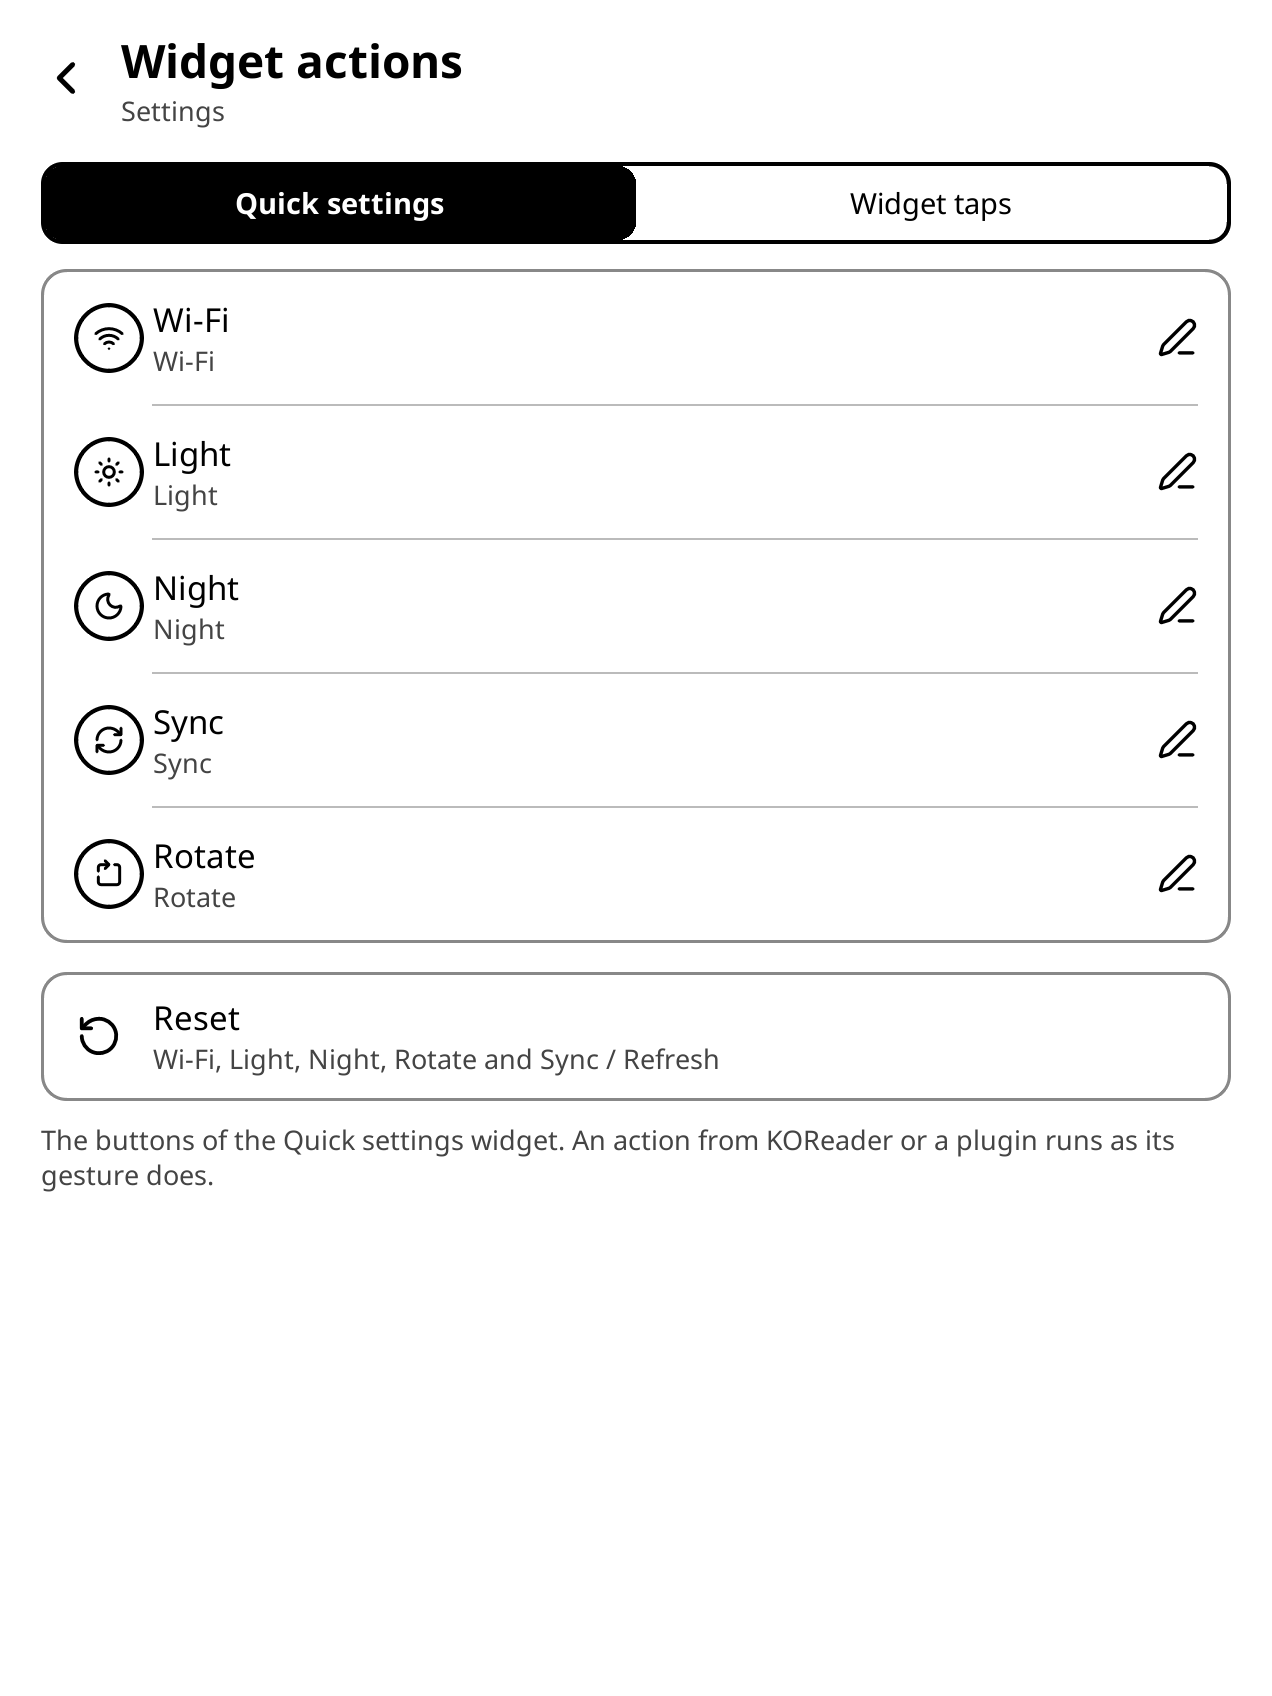 Widget actions
Settings
Quick settings
Widget taps
Wi-Fi
Wi-Fi
Light
Light
Night
Night
Sync
Sync
Rotate
Rotate
Reset
Wi-Fi, Light, Night, Rotate and Sync / Refresh
The buttons of the Quick settings widget. An action from KOReader or a plugin runs as its
gesture does.